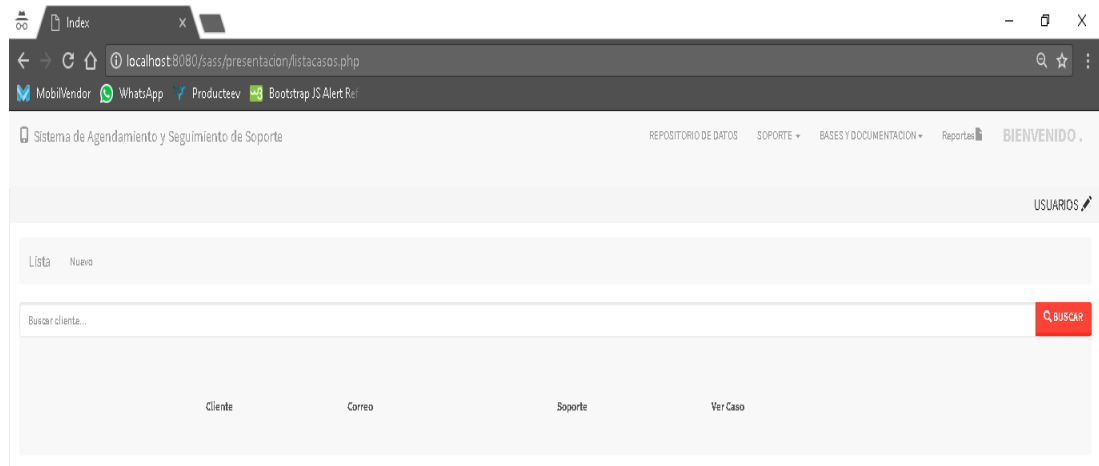 Index
localhost:8080/sass/presentacion/listacasos.php
MobilVendor WhatsApp Producteev Bootstrap JS Alert Ref
Sistema de Agendamiento y Seguimiento de Soporte REPOSITORIO DE DATOS SOPORTE BASES Y DOCUMENTACION Reportes BIENVENIDO .
USUARIOS
Lista Nuevo
Buscar cliente... BUSCAR
Cliente Correo Soporte Ver Caso